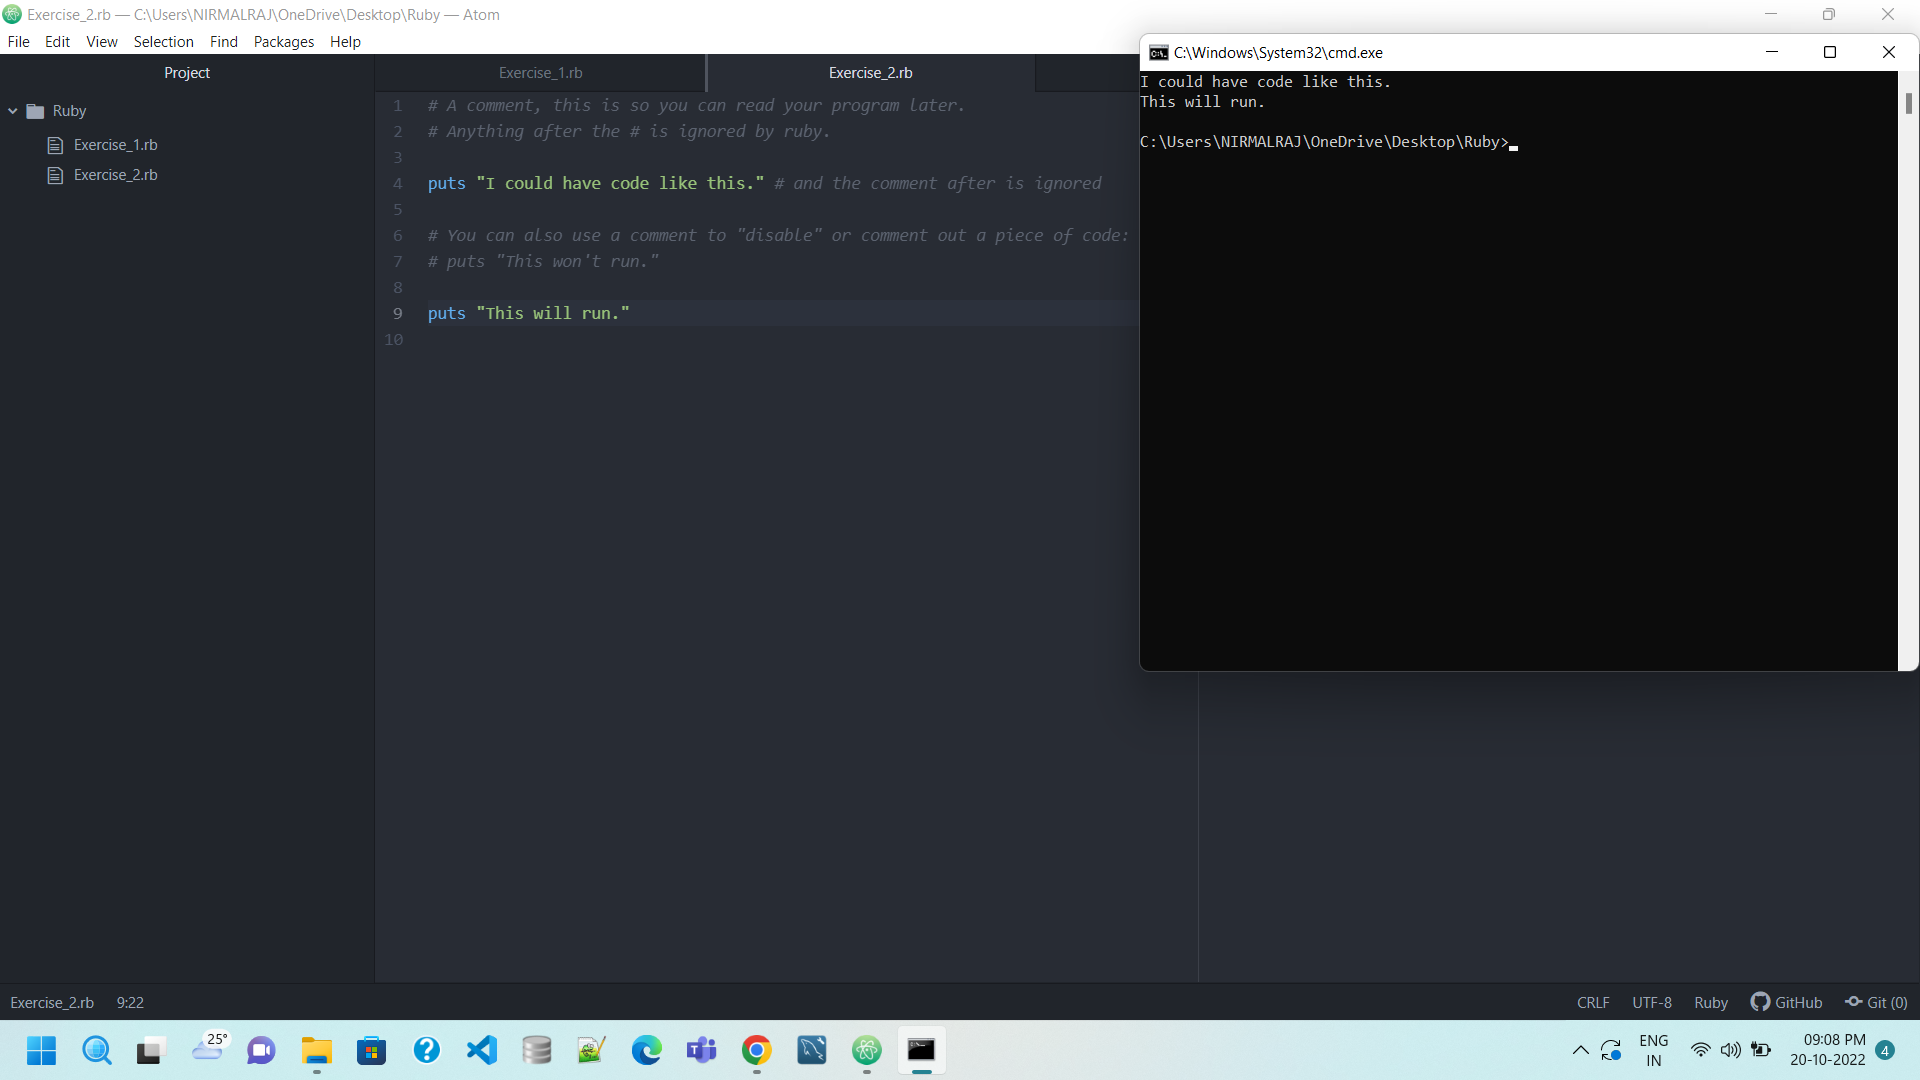 Exercise_2.rb — C:\Users\NIRMALRAJ\OneDrive\Desktop\Ruby — Atom
File Edit View Selection Find Packages Help
Project
Ruby
Exercise_1.rb
Exercise_2.rb
Exercise_1.rb
Exercise_2.rb
1 # A comment, this is so you can read your program later.
2 # Anything after the # is ignored by ruby.
3
4 puts "I could have code like this." # and the comment after is ignored
5
6 # You can also use a comment to "disable" or comment out a piece of code:
7 # puts "This won't run."
8
9 puts "This will run."
10
C:\Windows\System32\cmd.exe
I could have code like this.
This will run.
C:\Users\NIRMALRAJ\OneDrive\Desktop\Ruby>
Exercise_2.rb 9:22
CRLF UTF-8 Ruby GitHub Git (0)
25°
ENG
IN
09:08 PM
20-10-2022
4